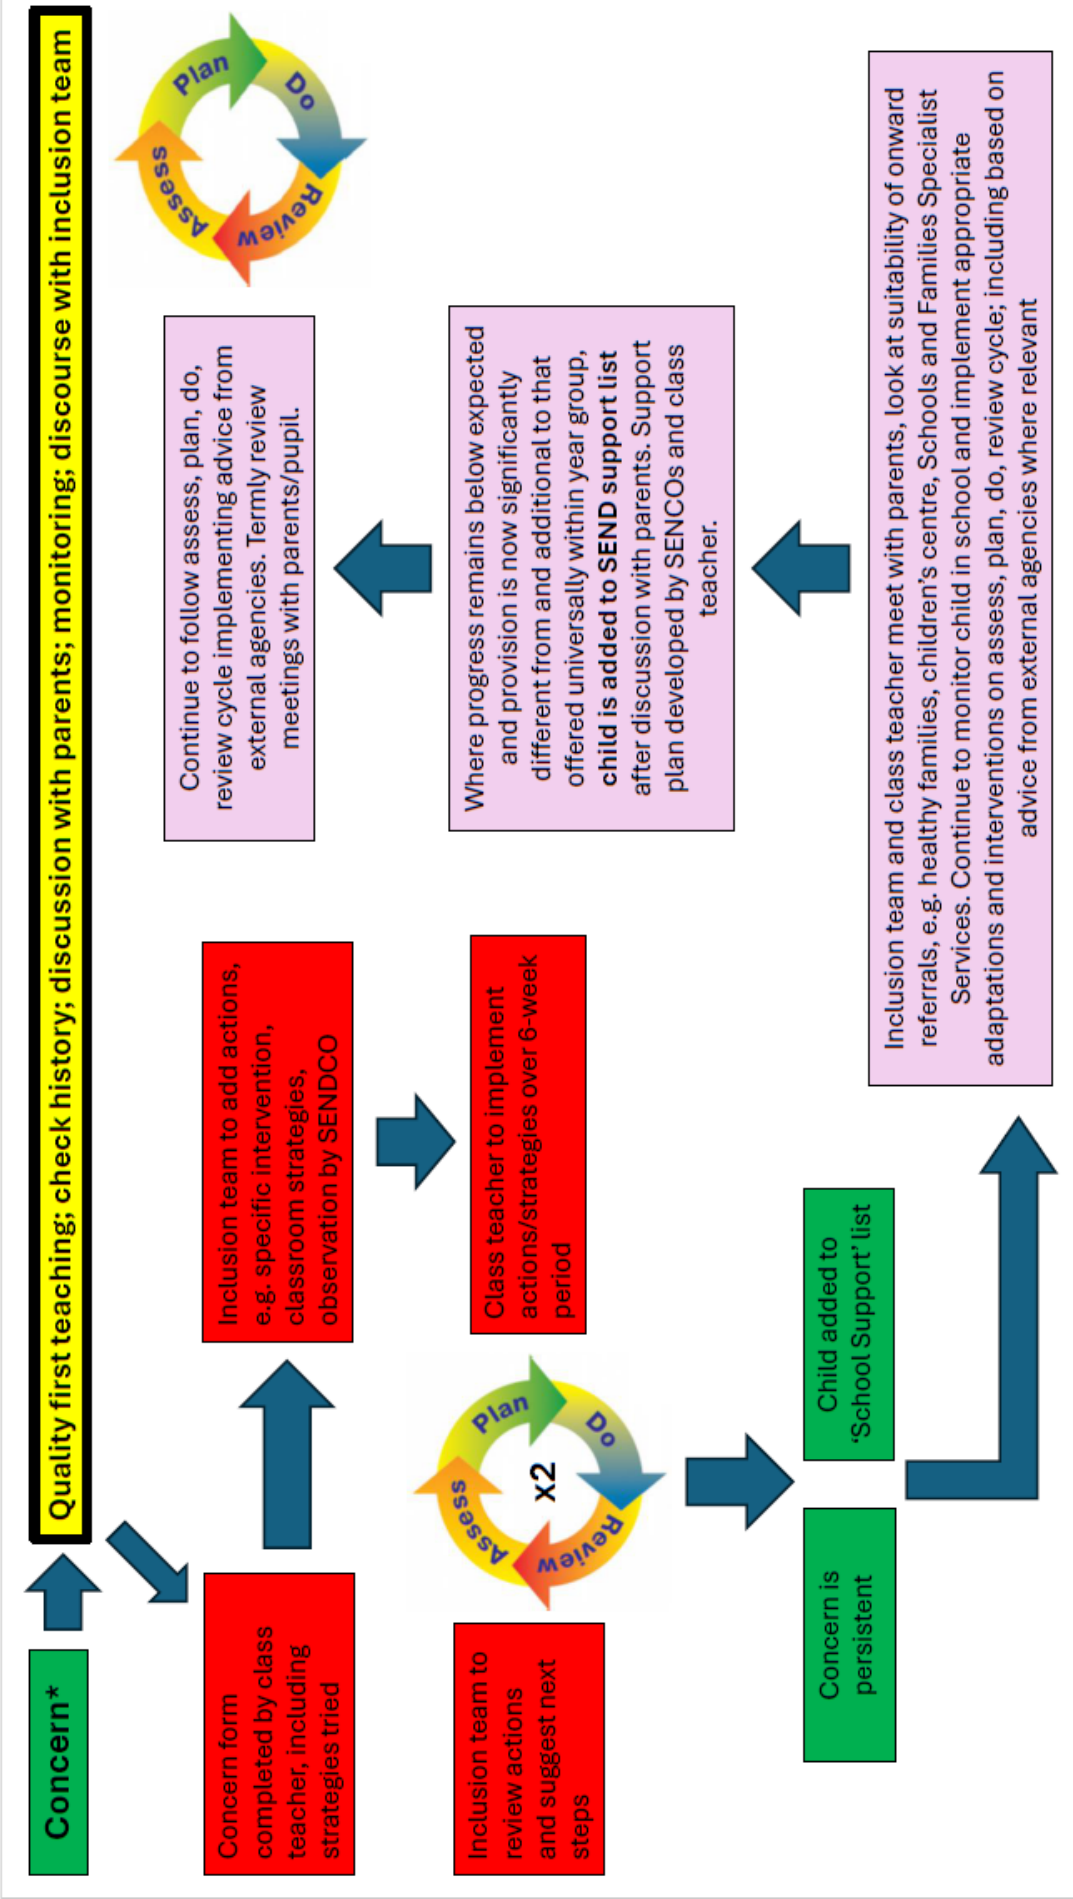 Concern*
Quality first teaching; check history; discussion with parents; monitoring; discourse with inclusion team
Concern form
completed by class
teacher, including
strategies tried
Inclusion team to add actions,
e.g. specific intervention,
classroom strategies,
observation by SENDCO
Class teacher to implement
actions/strategies over 6-week
period
Assess
Plan
Do
Review
x2
Inclusion team to
review actions
and suggest next
steps
Concern is
persistent
Child added to
‘School Support’ list
Inclusion team and class teacher meet with parents, look at suitability of onward
referrals, e.g. healthy families, children’s centre, Schools and Families Specialist
Services. Continue to monitor child in school and implement appropriate
adaptations and interventions on assess, plan, do, review cycle; including based on
advice from external agencies where relevant
Where progress remains below expected
and provision is now significantly
different from and additional to that
offered universally within year group,
child is added to SEND support list
after discussion with parents. Support
plan developed by SENCOs and class
teacher.
Continue to follow assess, plan, do,
review cycle implementing advice from
external agencies. Termly review
meetings with parents/pupil.
Assess
Plan
Do
Review